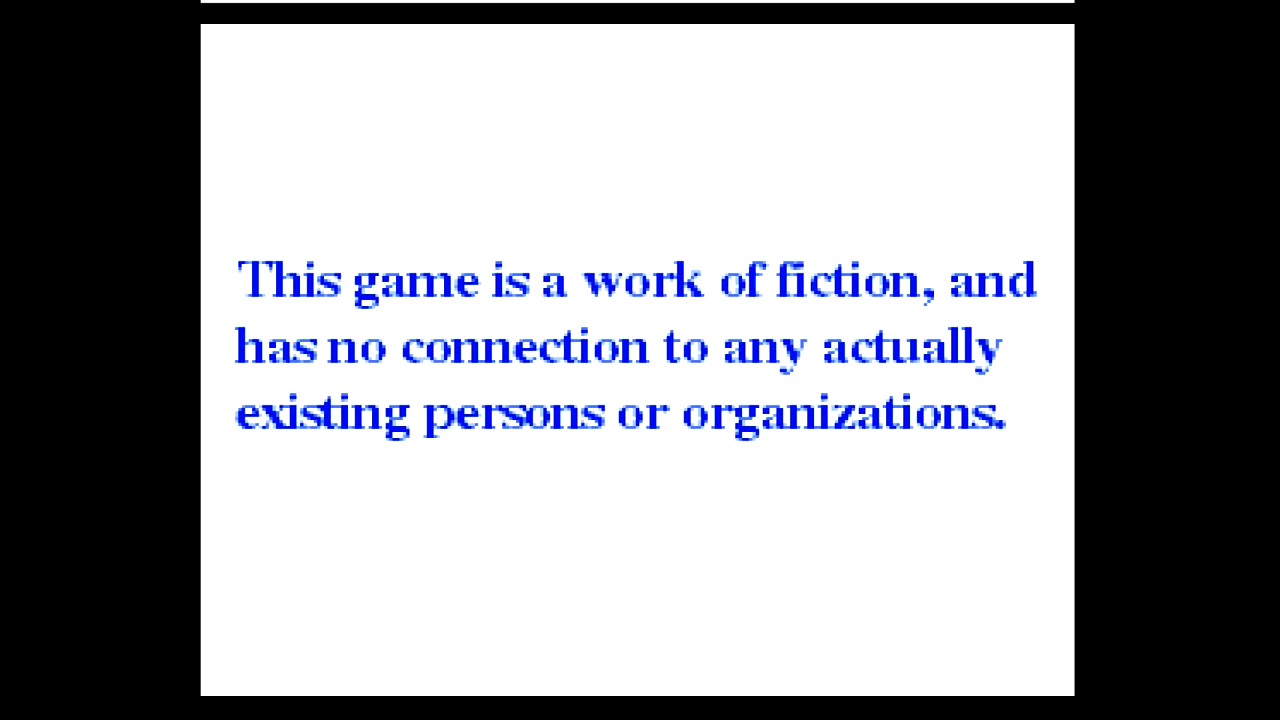 This game is a work of fiction, and
has no connection to any actually
existing persons or organizations.